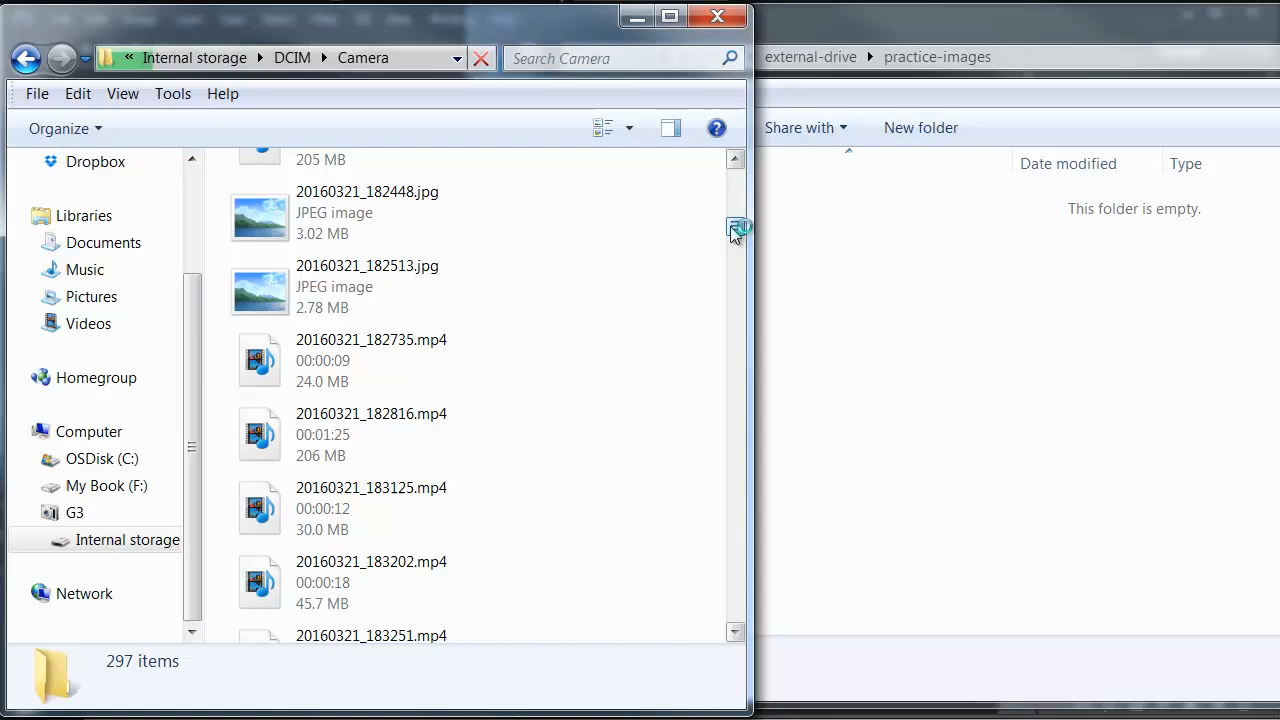 « Internal storage DCIM Camera
Search Camera
File Edit View Tools Help
Organize
Dropbox
Libraries
Documents
Music
Pictures
Videos
Homegroup
Computer
OSDisk (C:)
My Book (F:)
G3
Internal storage
Network
205 MB
20160321_182448.jpg
JPEG image
3.02 MB
20160321_182513.jpg
JPEG image
2.78 MB
20160321_182735.mp4
00:00:09
24.0 MB
20160321_182816.mp4
00:01:25
206 MB
20160321_183125.mp4
00:00:12
30.0 MB
20160321_183202.mp4
00:00:18
45.7 MB
20160321_183251.mp4
297 items
external-drive practice-images
Share with New folder
Date modified Type
This folder is empty.